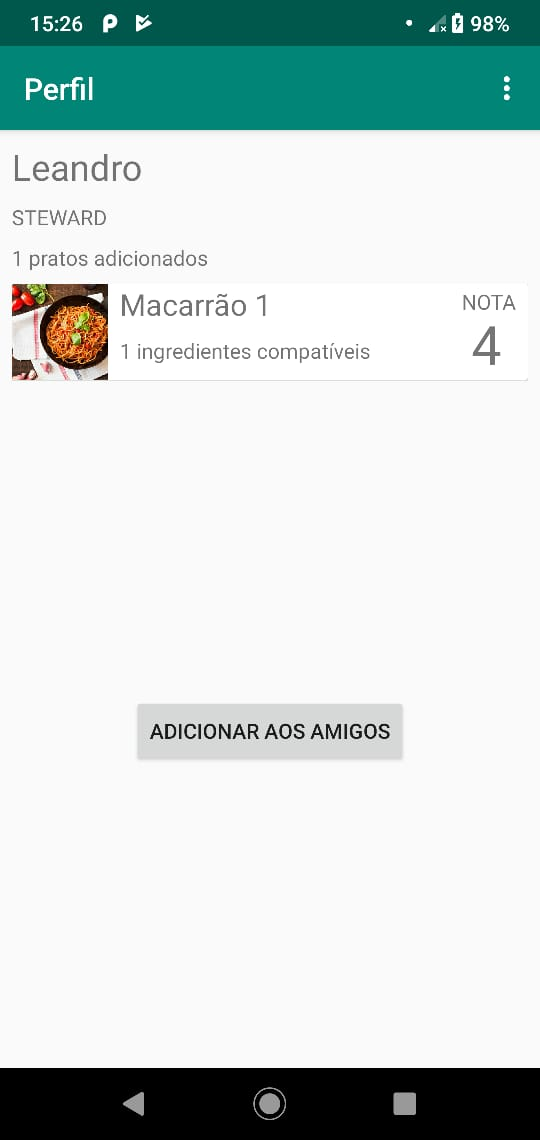 15:26 98%
Perfil
Leandro
STEWARD
1 pratos adicionados
Macarrão 1
NOTA
1 ingredientes compatíveis
4
ADICIONAR AOS AMIGOS